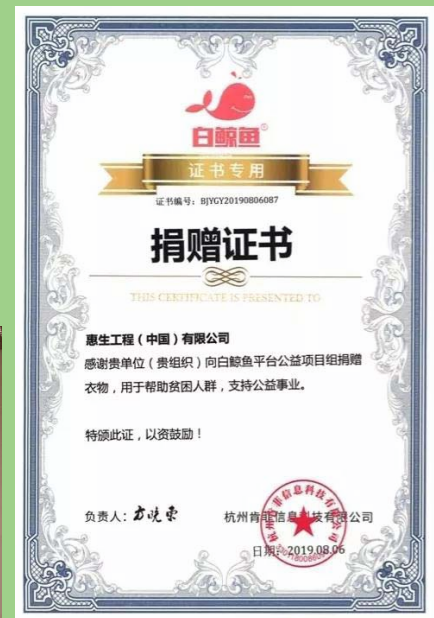 白鲸鱼®
证书专用
证书编号：BJYGY20190806087
捐赠证书
THIS CERTIFICATE IS PRESENTED TO
惠生工程（中国）有限公司
感谢贵单位（贵组织）向白鲸鱼平台公益项目组捐赠
衣物，用于帮助贫困人群，支持公益事业。
特颁此证，以资鼓励！
负责人：
杭州肯菲信息科技有限公司
日期：2019.08.06